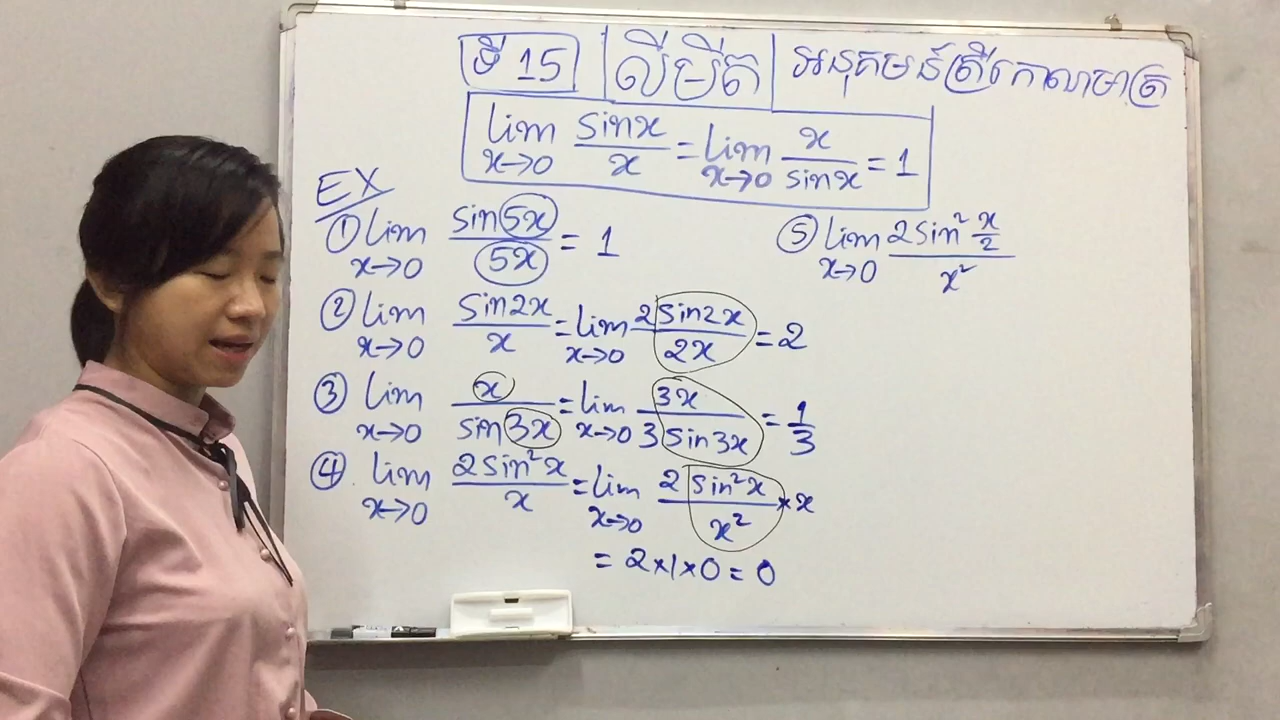 ទី 15 លីមីត អនុគមន៍ត្រីកោណមាត្រ
lim x→0 sinx/x = lim x→0 x/sinx = 1
EX
① lim x→0 sin5x/5x = 1
② lim x→0 sin2x/x = lim x→0 2sin2x/2x = 2
③ lim x→0 x/sin3x = lim x→0 3x/3sin3x = 1/3
④ lim x→0 2sin²x/x = lim x→0 2sin²x/x² × x
= 2×1×0 = 0
⑤ lim x→0 2sin² x/2 / x²